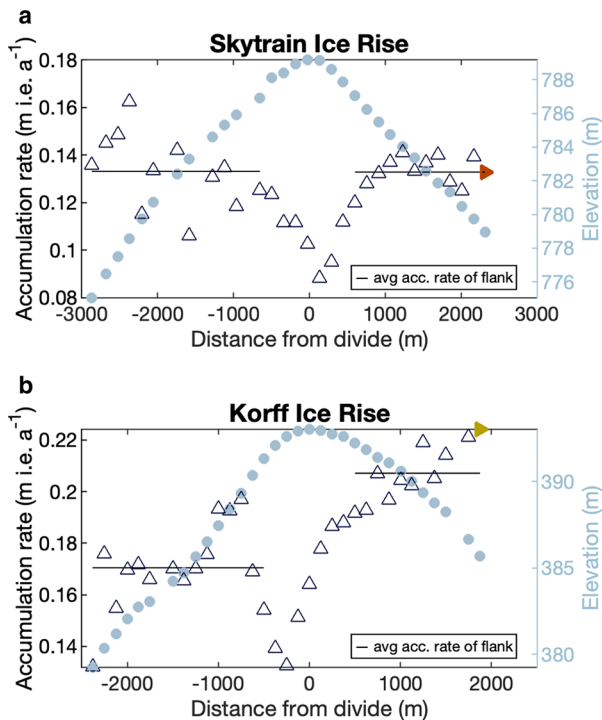 a
Skytrain Ice Rise
Accumulation rate (m i.e. a⁻¹)
0.18
0.16
0.14
0.12
0.1
0.08
788
786
784
782
780
778
776
Elevation (m)
— avg acc. rate of flank
-3000 -2000 -1000 0 1000 2000 3000
Distance from divide (m)
b
Korff Ice Rise
Accumulation rate (m i.e. a⁻¹)
0.22
0.2
0.18
0.16
0.14
390
385
380
Elevation (m)
— avg acc. rate of flank
-2000 -1000 0 1000 2000
Distance from divide (m)